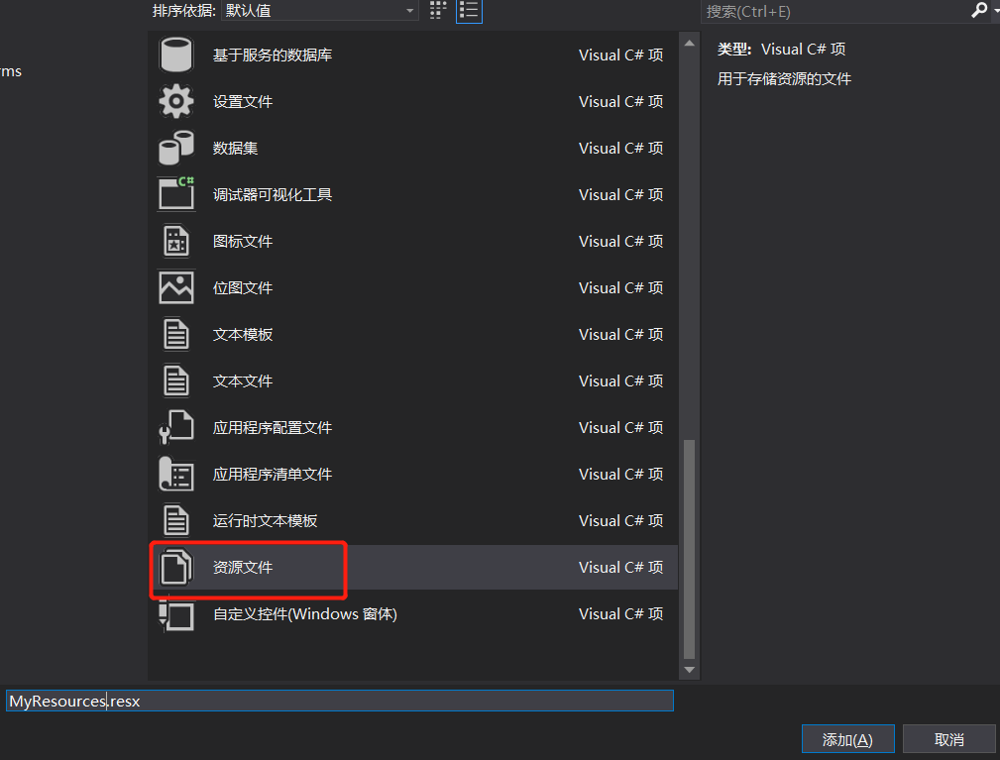 排序依据: 默认值
搜索(Ctrl+E)
rms
基于服务的数据库 Visual C# 项
设置文件 Visual C# 项
数据集 Visual C# 项
C#
调试器可视化工具 Visual C# 项
图标文件 Visual C# 项
位图文件 Visual C# 项
文本模板 Visual C# 项
文本文件 Visual C# 项
应用程序配置文件 Visual C# 项
应用程序清单文件 Visual C# 项
运行时文本模板 Visual C# 项
资源文件 Visual C# 项
自定义控件(Windows 窗体) Visual C# 项
类型: Visual C# 项
用于存储资源的文件
MyResources.resx
添加(A)
取消